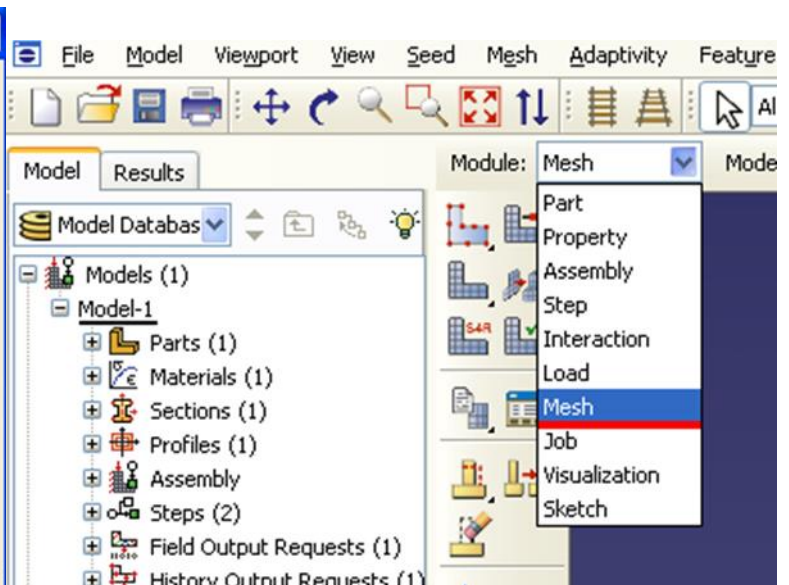 File Model Viewport View Seed Mesh Adaptivity Feature
Al
Model Results
Module: Mesh Mode
Model Databas
Models (1)
Model-1
Parts (1)
Materials (1)
Sections (1)
Profiles (1)
Assembly
Steps (2)
Field Output Requests (1)
History Output Requests (1)
S4R
Part
Property
Assembly
Step
Interaction
Load
Mesh
Job
Visualization
Sketch